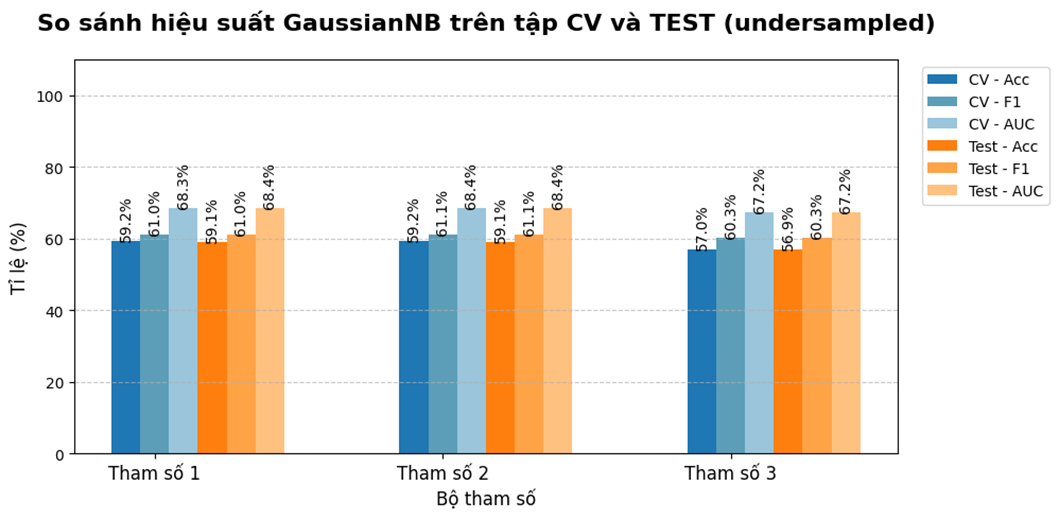 So sánh hiệu suất GaussianNB trên tập CV và TEST (undersampled)
Tỉ lệ (%)
100
80
60
40
20
0
59.2%
61.0%
68.3%
59.1%
61.0%
68.4%
59.2%
61.1%
68.4%
59.1%
61.1%
68.4%
57.0%
60.3%
67.2%
56.9%
60.3%
67.2%
Tham số 1
Tham số 2
Tham số 3
Bộ tham số
CV - Acc
CV - F1
CV - AUC
Test - Acc
Test - F1
Test - AUC